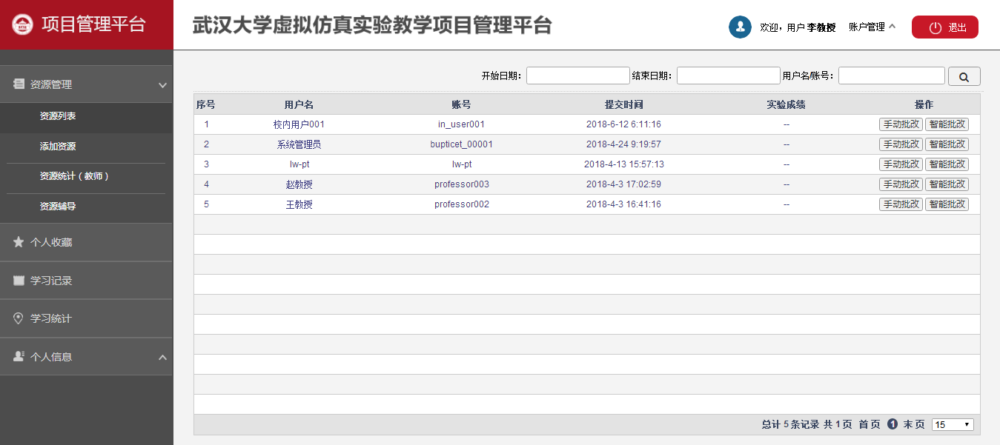 项目管理平台
武汉大学虚拟仿真实验教学项目管理平台
欢迎，用户 李教授 账户管理
退出
资源管理
资源列表
添加资源
资源统计（教师）
资源辅导
个人收藏
学习记录
学习统计
个人信息
开始日期： 结束日期： 用户名/账号：
序号 用户名 账号 提交时间 实验成绩 操作
1 校内用户001 in_user001 2018-6-12 6:11:16 -- 手动批改 智能批改
2 系统管理员 bupticet_00001 2018-4-24 9:19:57 -- 手动批改 智能批改
3 lw-pt lw-pt 2018-4-13 15:57:13 -- 手动批改 智能批改
4 赵教授 professor003 2018-4-3 17:02:59 -- 手动批改 智能批改
5 王教授 professor002 2018-4-3 16:41:16 -- 手动批改 智能批改
总计 5 条记录 共 1 页 首 页 1 末 页 15